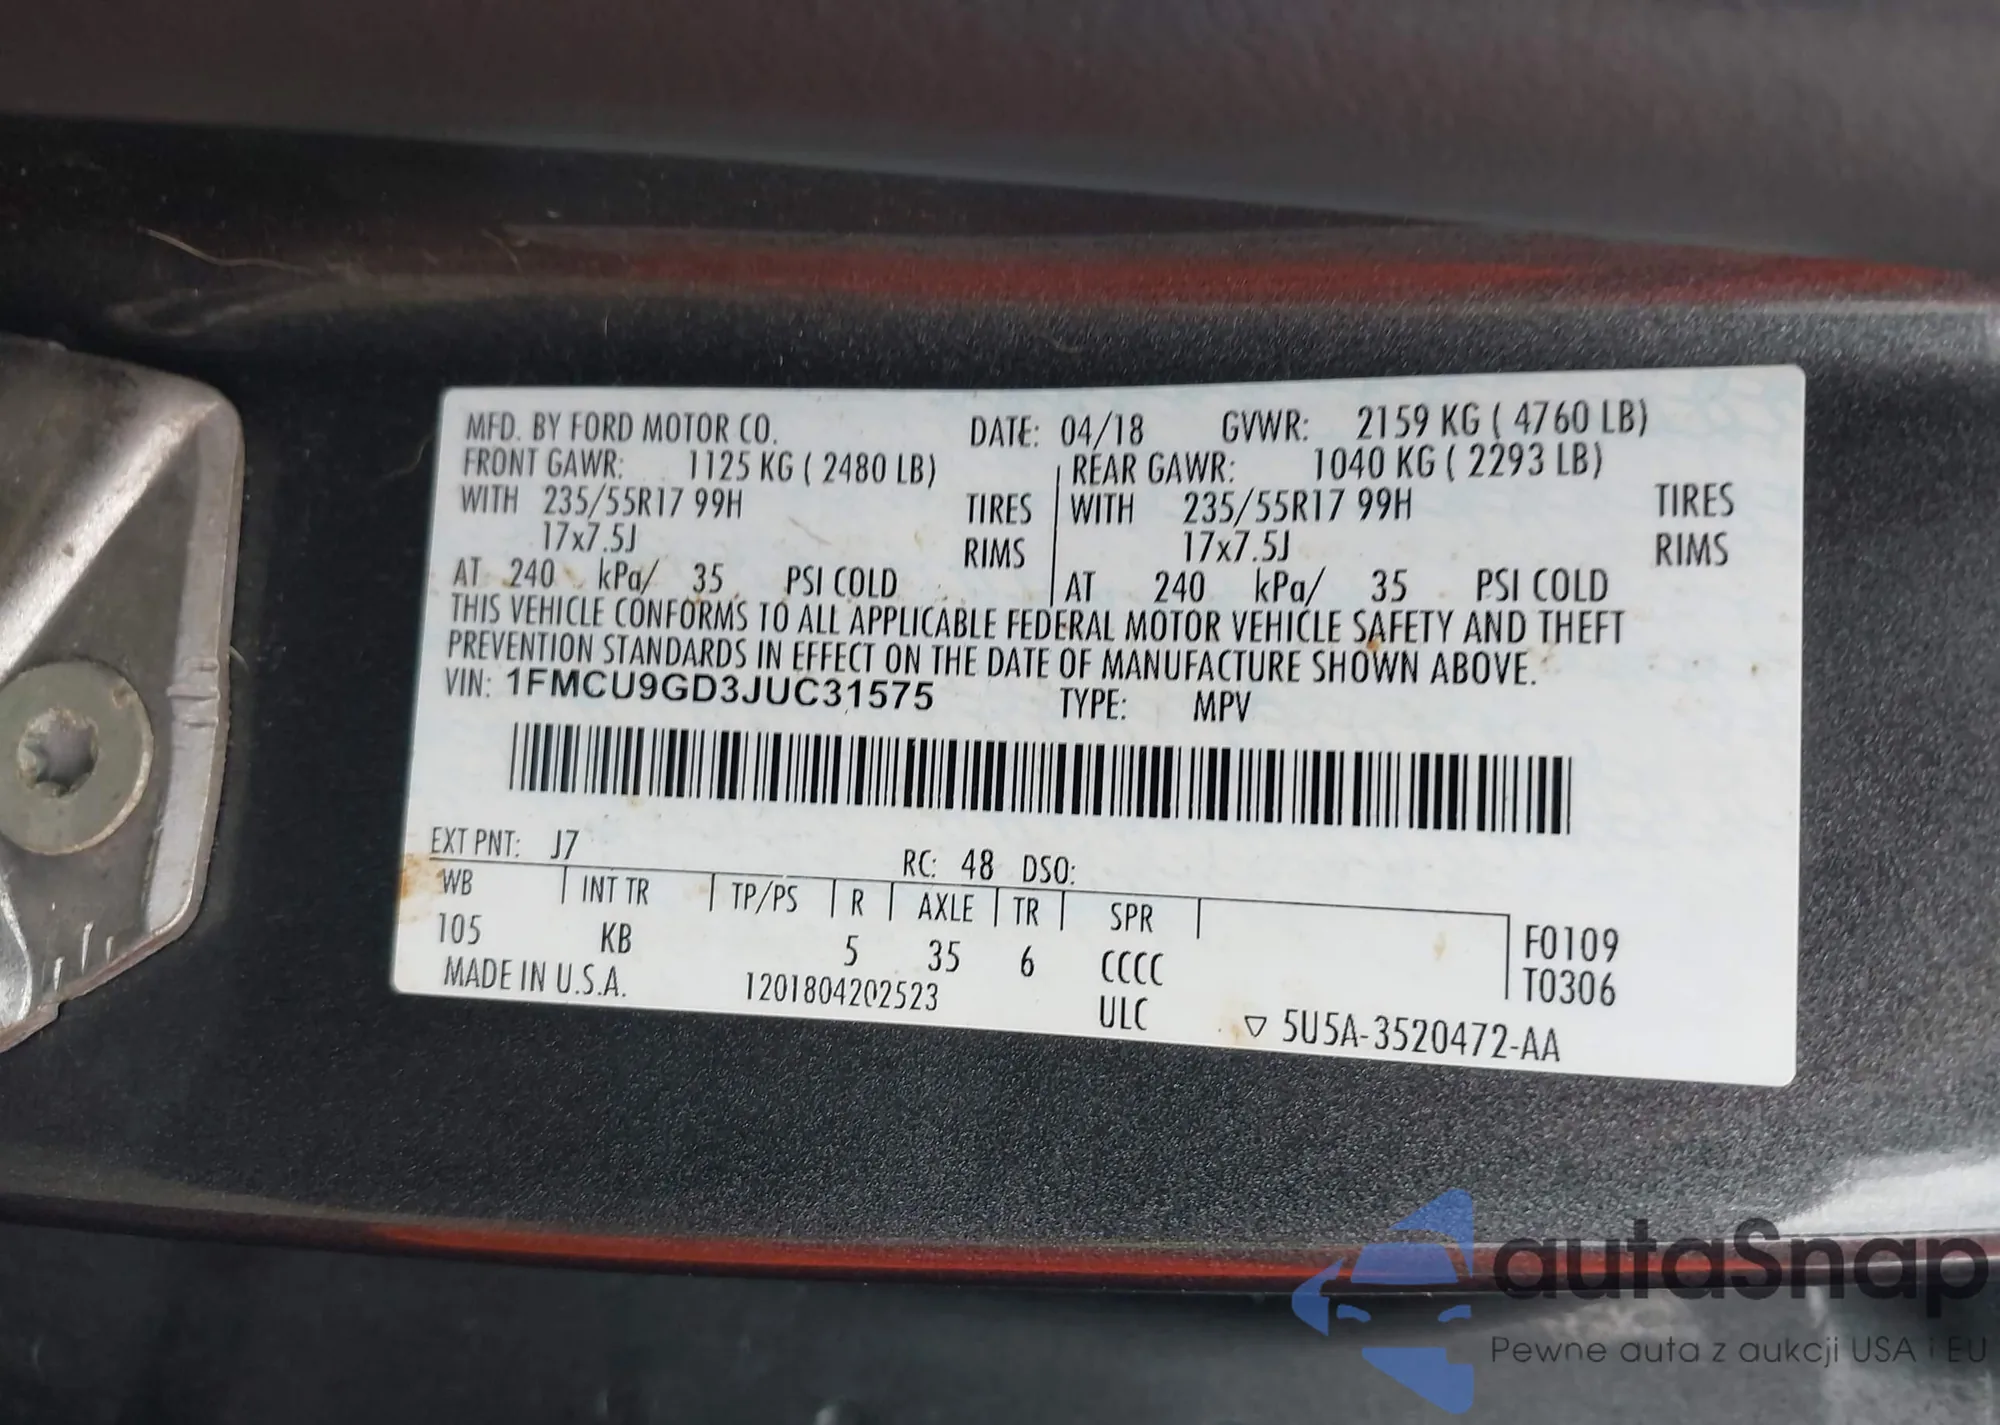 MFD. BY FORD MOTOR CO. DATE: 04/18 GVWR: 2159 KG ( 4760 LB)
FRONT GAWR: 1125 KG ( 2480 LB) REAR GAWR: 1040 KG ( 2293 LB)
WITH 235/55R17 99H TIRES WITH 235/55R17 99H TIRES
17x7.5J RIMS 17x7.5J RIMS
AT 240 kPa/ 35 PSI COLD AT 240 kPa/ 35 PSI COLD
THIS VEHICLE CONFORMS TO ALL APPLICABLE FEDERAL MOTOR VEHICLE SAFETY AND THEFT
PREVENTION STANDARDS IN EFFECT ON THE DATE OF MANUFACTURE SHOWN ABOVE.
VIN: 1FMCU9GD3JUC31575 TYPE: MPV
EXT PNT: J7 RC: 48 DSO:
WB INT TR TP/PS R AXLE TR SPR
105 KB 5 35 6 CCCC F0109
MADE IN U.S.A. 1201804202523 ULC T0306
▽ 5U5A-3520472-AA
autaSnap
Pewne auta z aukcji USA i EU